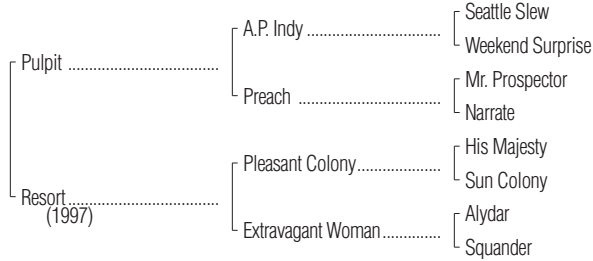 Seattle Slew
A.P. Indy ..............................
Weekend Surprise
Pulpit ..................................
Mr. Prospector
Preach ................................
Narrate
His Majesty
Pleasant Colony...................
Sun Colony
Resort............................
(1997)
Alydar
Extravagant Woman.............
Squander